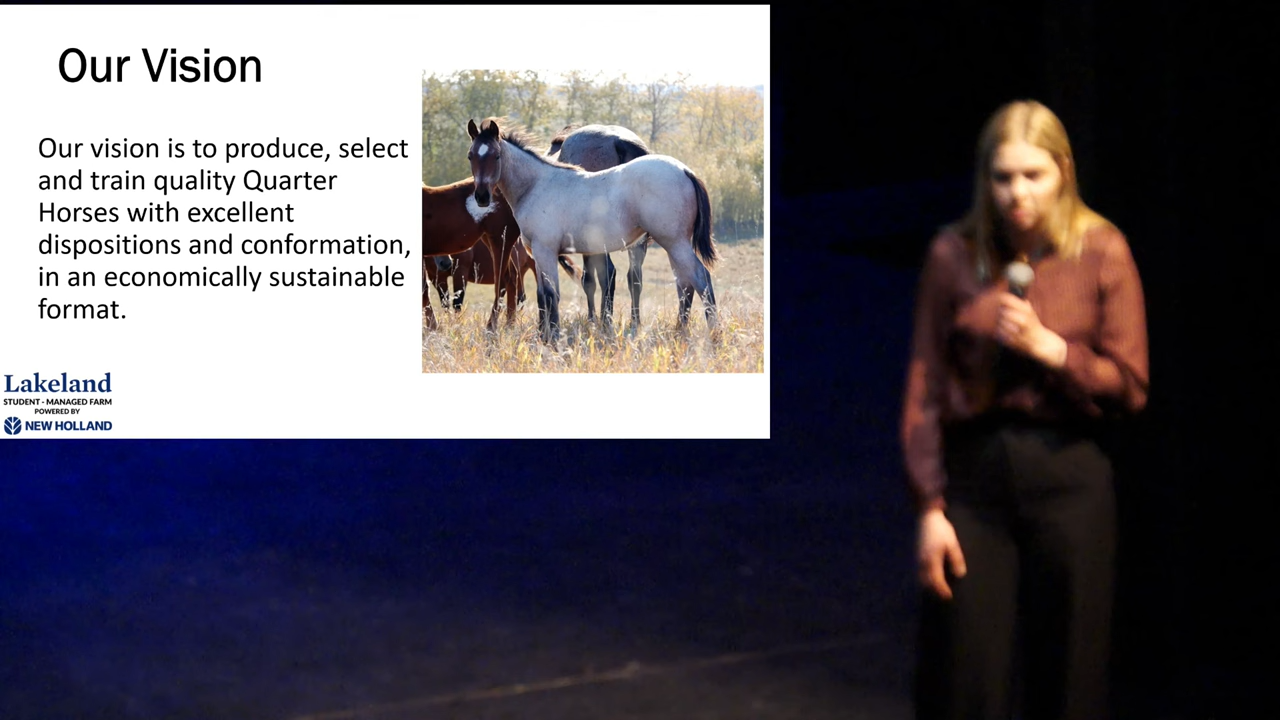 Our Vision
Our vision is to produce, select
and train quality Quarter
Horses with excellent
dispositions and conformation,
in an economically sustainable
format.
Lakeland
STUDENT - MANAGED FARM
POWERED BY
NEW HOLLAND